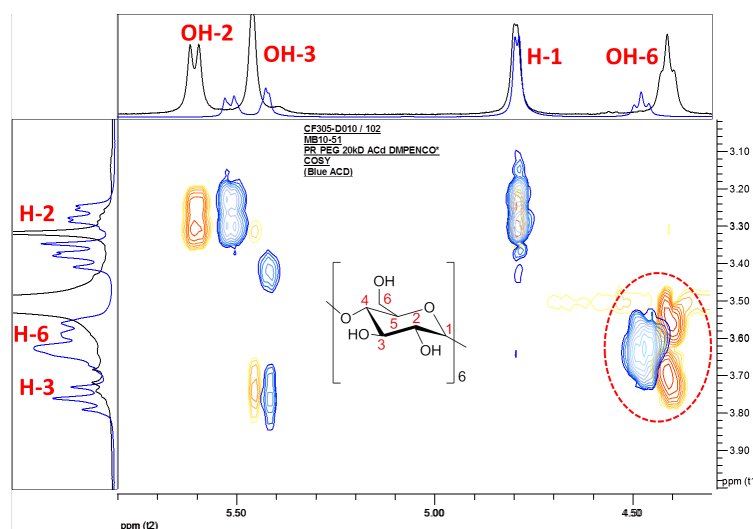 OH-2
OH-3
H-1
OH-6
CF305-D010 / 102
MB10-51
PR PEG 20kD ACd DMPENCO*
COSY
(Blue ACD)
H-2
H-6
H-3
OH
6
4
O
5
2
1
O
HO
3
OH
6
3.10
3.20
3.30
3.40
3.50
3.60
3.70
3.80
3.90
ppm (t1
5.50
5.00
4.50
ppm (t2)